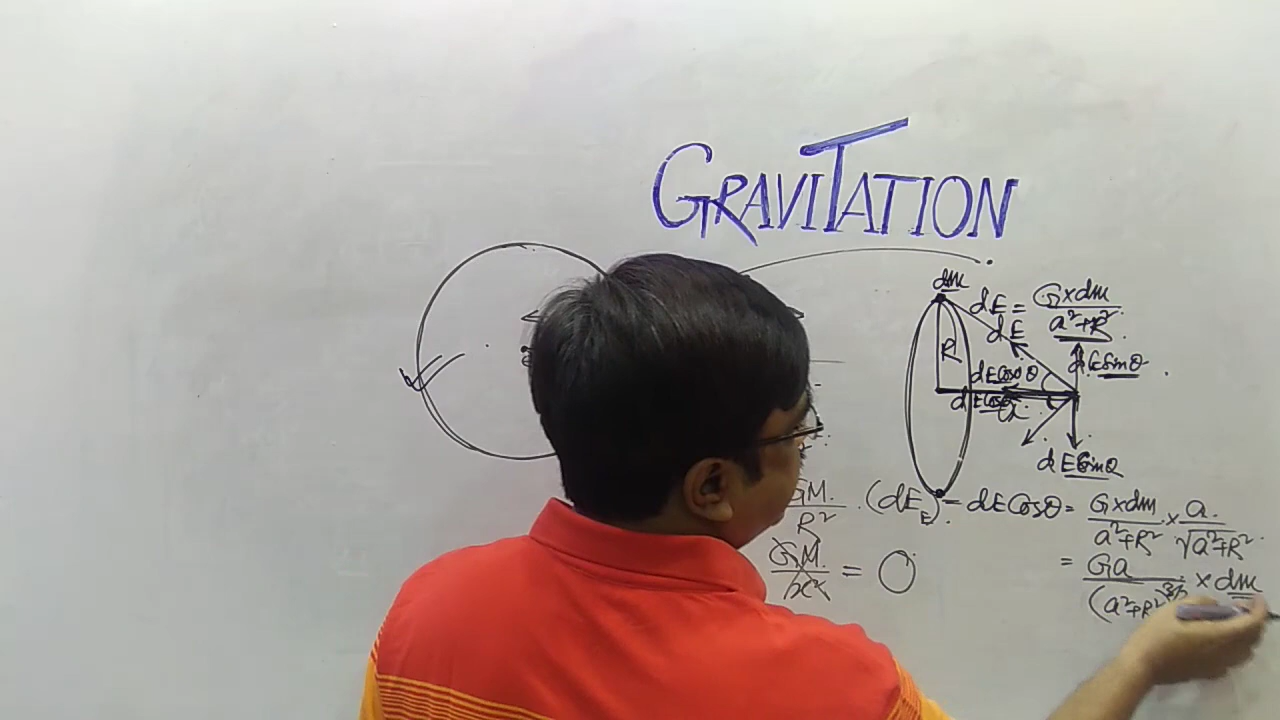 GRAVITATION
dm
dE = G×dm / a²+R²
dE
R
dE Cosθ
dE Sinθ
dE Cosθ
a
dE Sinθ
GM / R²
(dE_E) = dE Cosθ = G×dm / a²+R² × a / √a²+R²
GM / x² = 0
= Ga / (a²+R²)^3/2 × dm